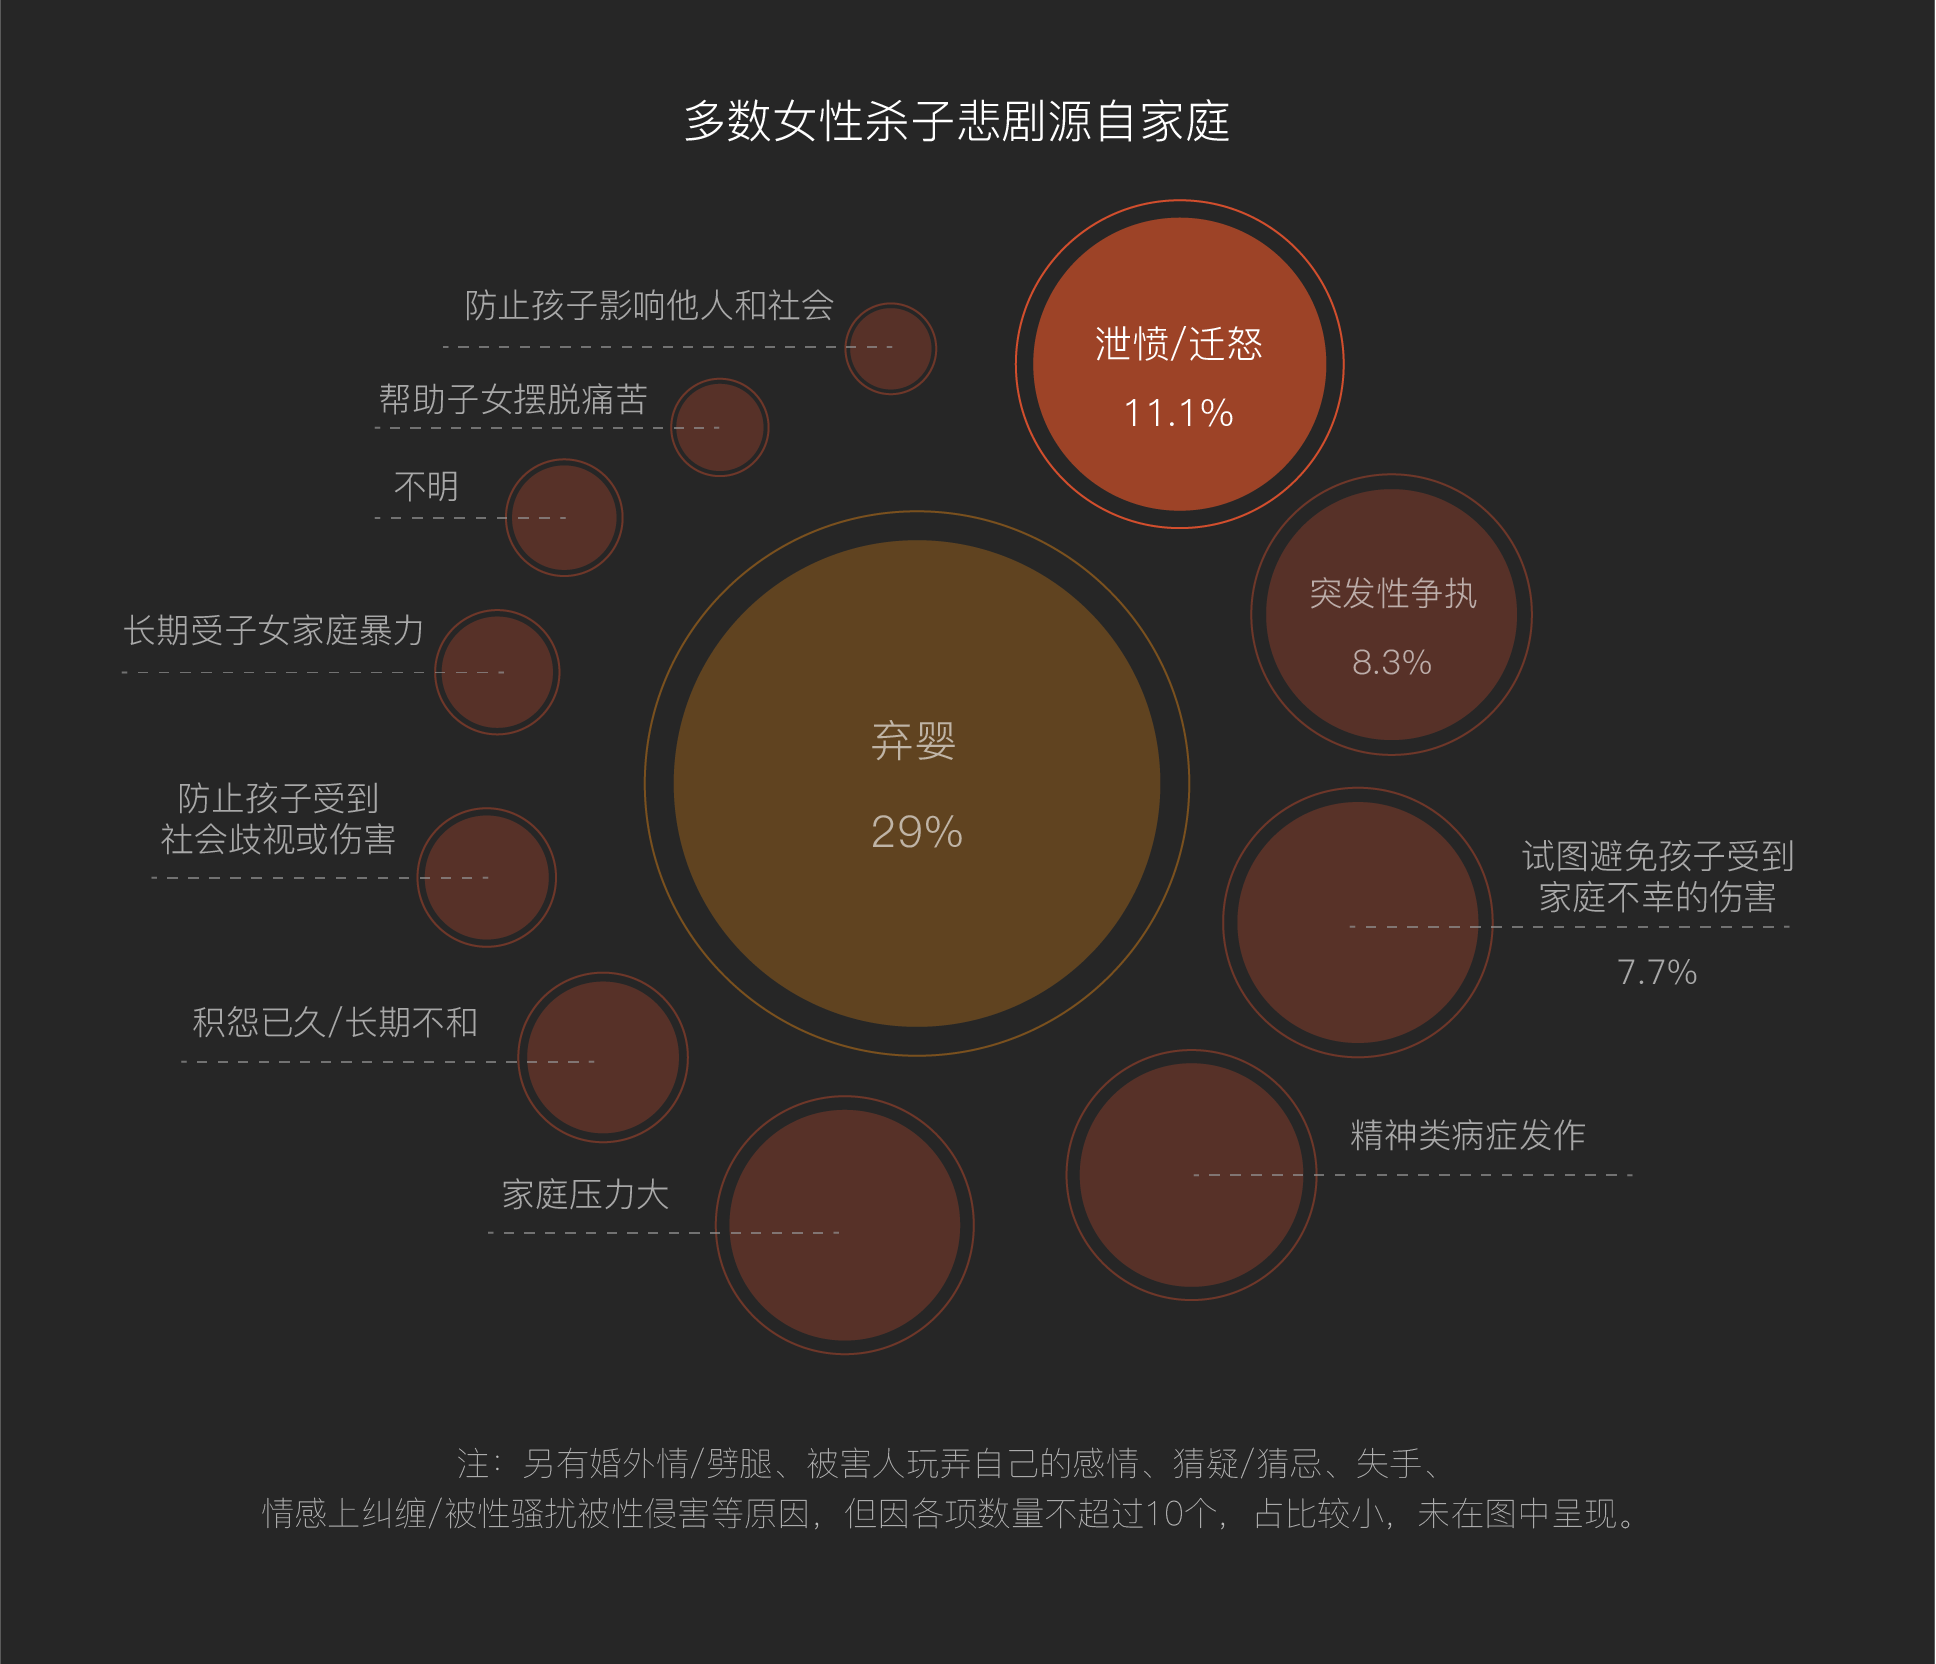 多数女性杀子悲剧源自家庭
防止孩子影响他人和社会
泄愤/迁怒
11.1%
帮助子女摆脱痛苦
不明
突发性争执
8.3%
长期受子女家庭暴力
弃婴
29%
防止孩子受到
社会歧视或伤害
试图避免孩子受到
家庭不幸的伤害
7.7%
积怨已久/长期不和
精神类病症发作
家庭压力大
注：另有婚外情/劈腿、被害人玩弄自己的感情、猜疑/猜忌、失手、
情感上纠缠/被性骚扰被性侵害等原因，但因各项数量不超过10个，占比较小，未在图中呈现。